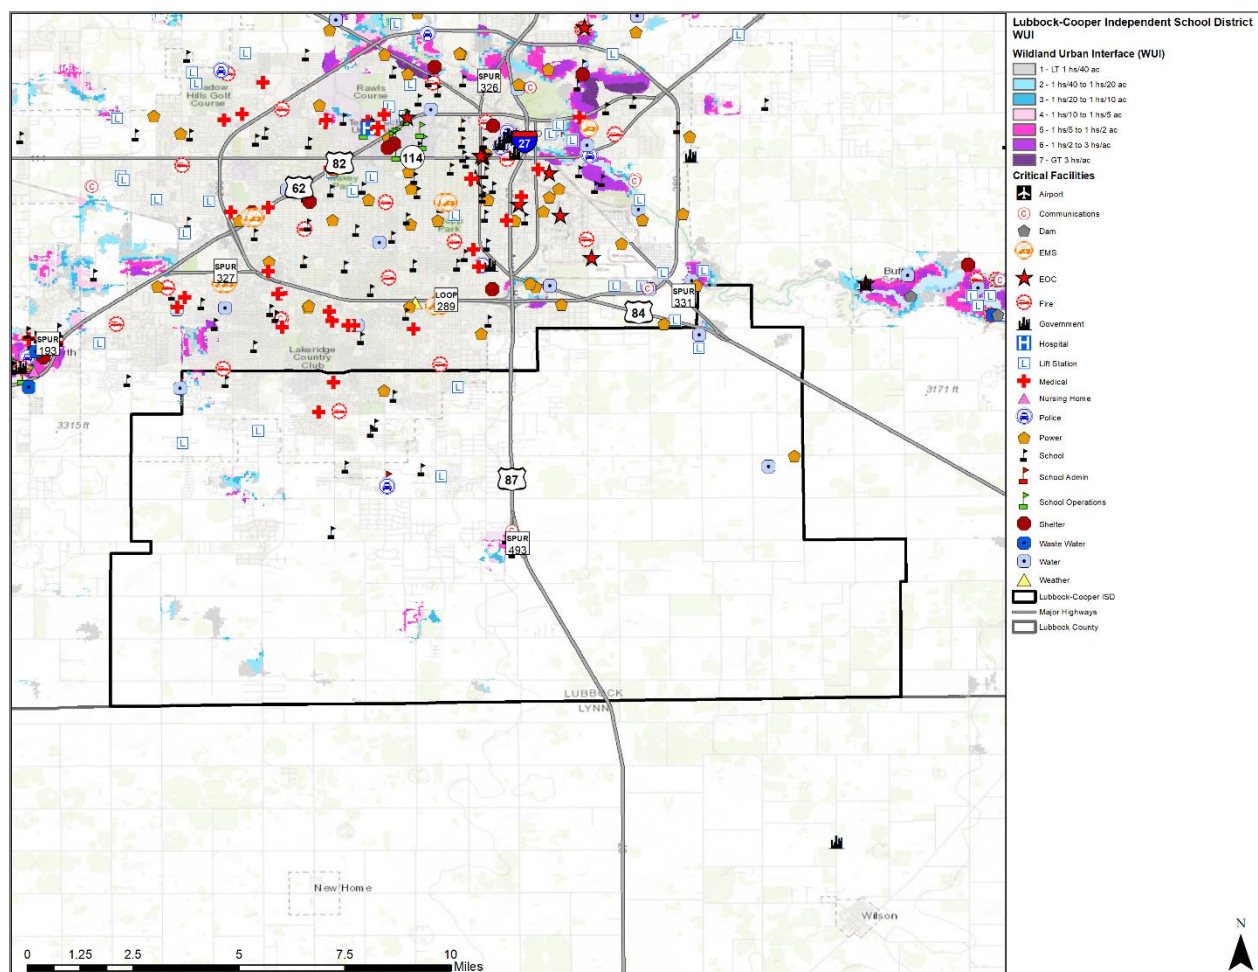 Lubbock-Cooper Independent School District
WUI
Wildland Urban Interface (WUI)
1 - LT 1 hs/40 ac
2 - 1 hs/40 to 1 hs/20 ac
3 - 1 hs/20 to 1 hs/10 ac
4 - 1 hs/10 to 1 hs/5 ac
5 - 1 hs/5 to 1 hs/2 ac
6 - 1 hs/2 to 3 hs/ac
7 - GT 3 hs/ac
Critical Facilities
Airport
Communications
Dam
EMS
EOC
Fire
Government
Hospital
Lift Station
Medical
Nursing Home
Police
Power
School
School Admin
School Operations
Shelter
Waste Water
Water
Weather
Lubbock-Cooper ISD
Major Highways
Lubbock County
Hills Golf
Course
Rawls
Course
SPUR
326
27
82
114
62
Park
SPUR
327
LOOP
289
SPUR
331
84
SPUR
193
Lakeridge
Country
Club
3315 ft
3171 ft
87
SPUR
493
LUBBOCK
LYNN
New Home
Wilson
0 1.25 2.5 5 7.5 10
Miles
N